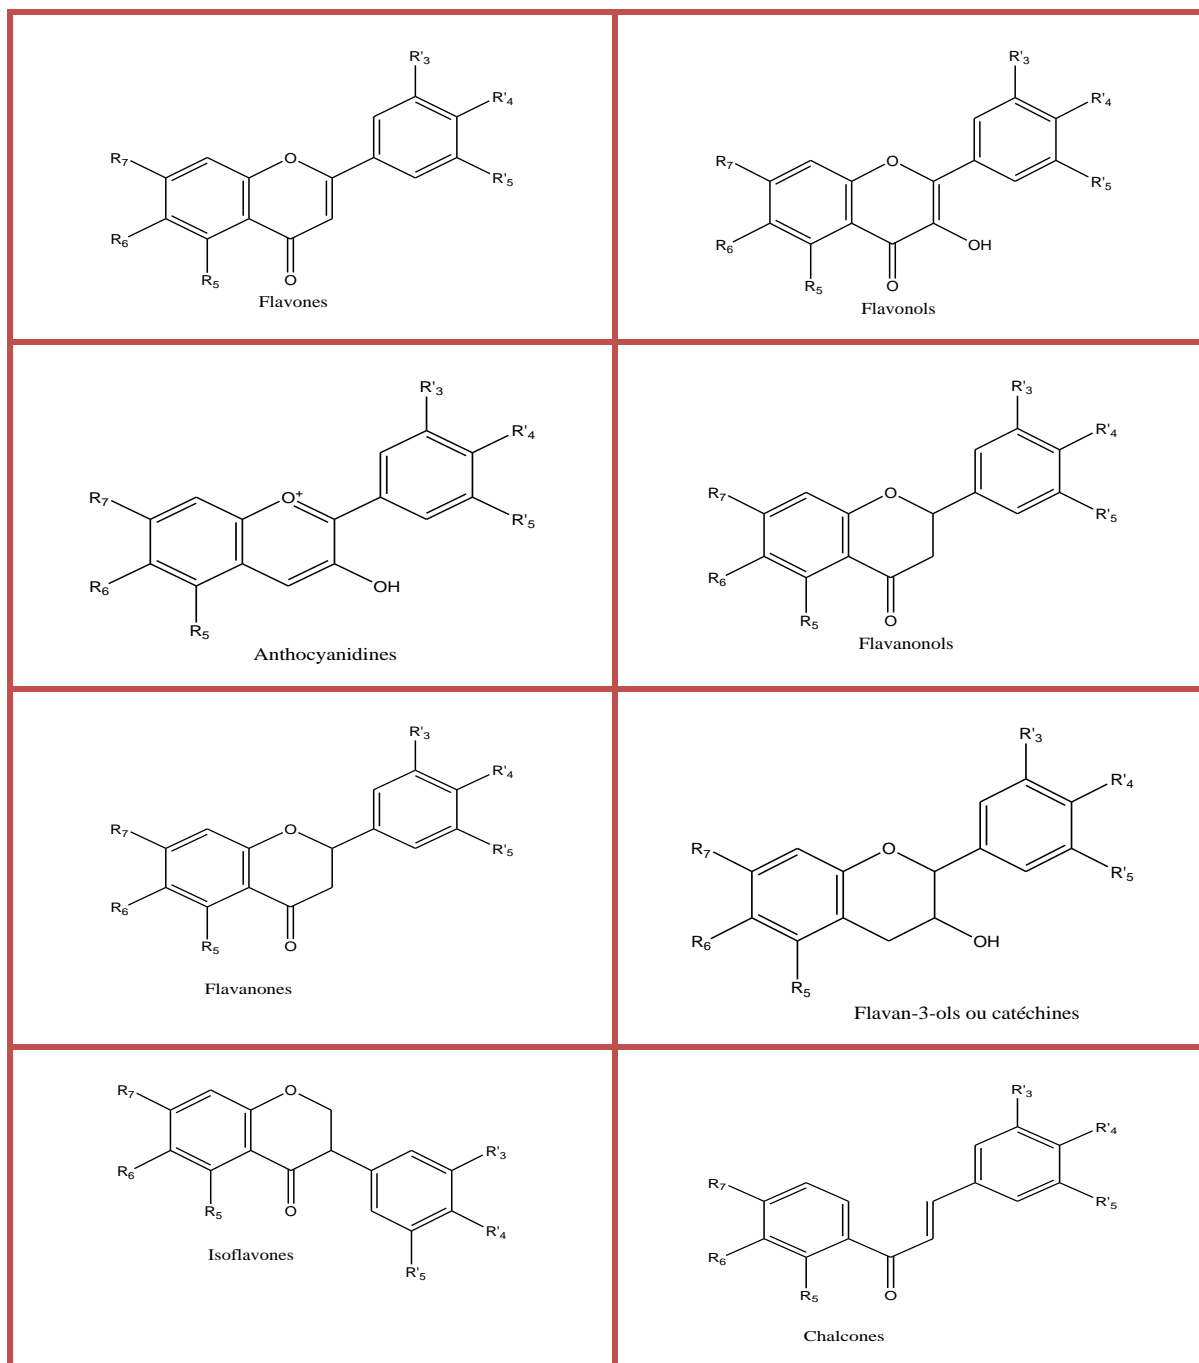 R'3
R'4
R7
O
R'5
R6
R5
O
Flavones
R'3
R'4
R7
O
R'5
R6
OH
R5
O
Flavonols
R'3
R'4
R7
O+
R'5
R6
OH
R5
Anthocyanidines
R'3
R'4
R7
O
R'5
R6
R5
O
Flavanonols
R'3
R'4
R7
O
R'5
R6
R5
O
Flavanones
R'3
R'4
R7
O
R'5
R6
OH
R5
Flavan-3-ols ou catéchines
R7
O
R'3
R6
R5
O
R'4
R'5
Isoflavones
R'3
R'4
R7
R'5
R6
R5
O
Chalcones